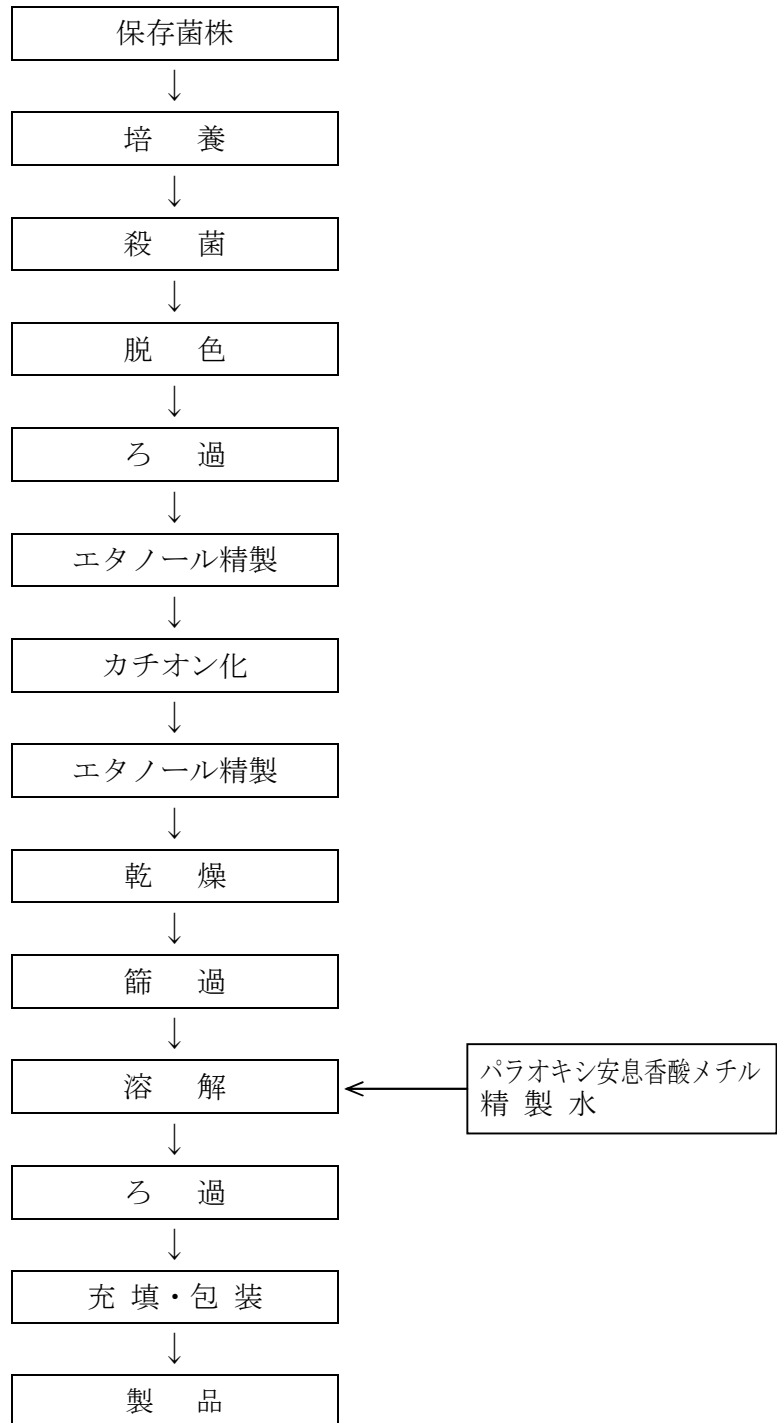 保存菌株
↓
培 養
↓
殺 菌
↓
脱 色
↓
ろ 過
↓
エタノール精製
↓
カチオン化
↓
エタノール精製
↓
乾 燥
↓
篩 過
↓
溶 解
パラオキシ安息香酸メチル
精 製 水
↓
ろ 過
↓
充 填・包 装
↓
製 品